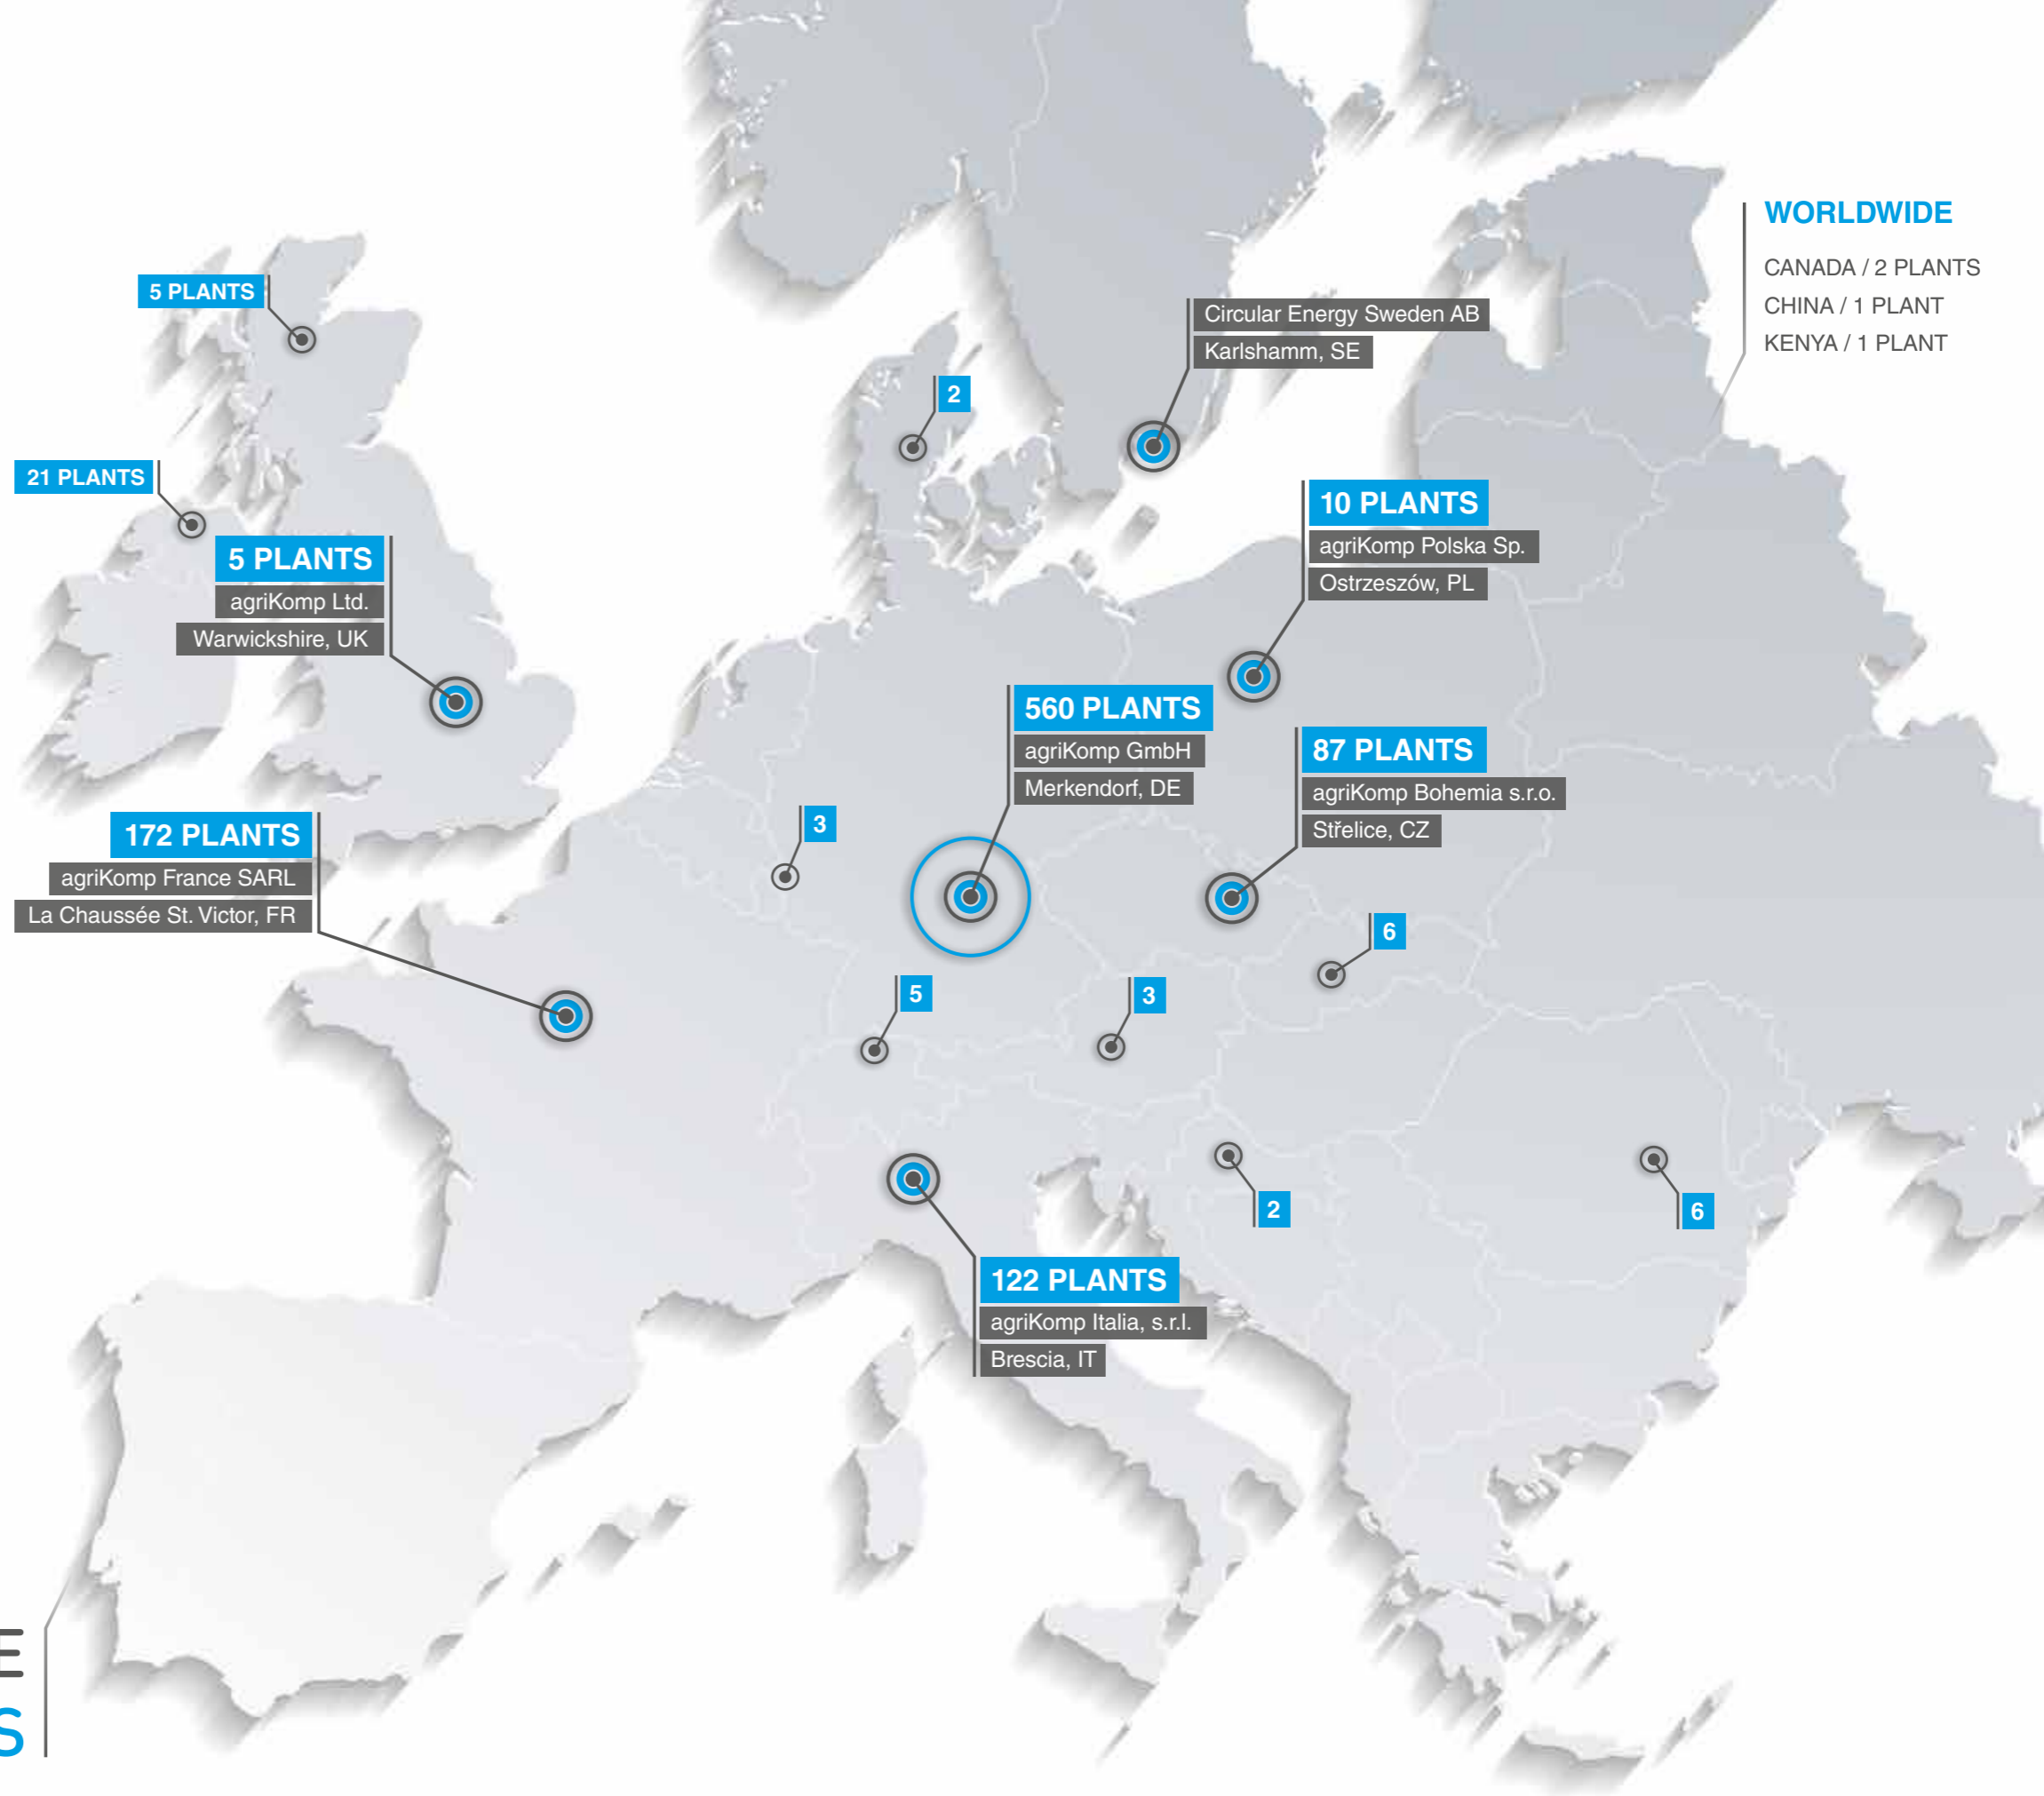 WORLDWIDE
CANADA / 2 PLANTS
CHINA / 1 PLANT
KENYA / 1 PLANT
5 PLANTS
Circular Energy Sweden AB
Karlshamm, SE
2
21 PLANTS
10 PLANTS
agriKomp Polska Sp.
Ostrzeszów, PL
5 PLANTS
agriKomp Ltd.
Warwickshire, UK
560 PLANTS
agriKomp GmbH
Merkendorf, DE
87 PLANTS
agriKomp Bohemia s.r.o.
Střelice, CZ
3
172 PLANTS
agriKomp France SARL
La Chaussée St. Victor, FR
6
5
3
2
6
122 PLANTS
agriKomp Italia, s.r.l.
Brescia, IT
E
S